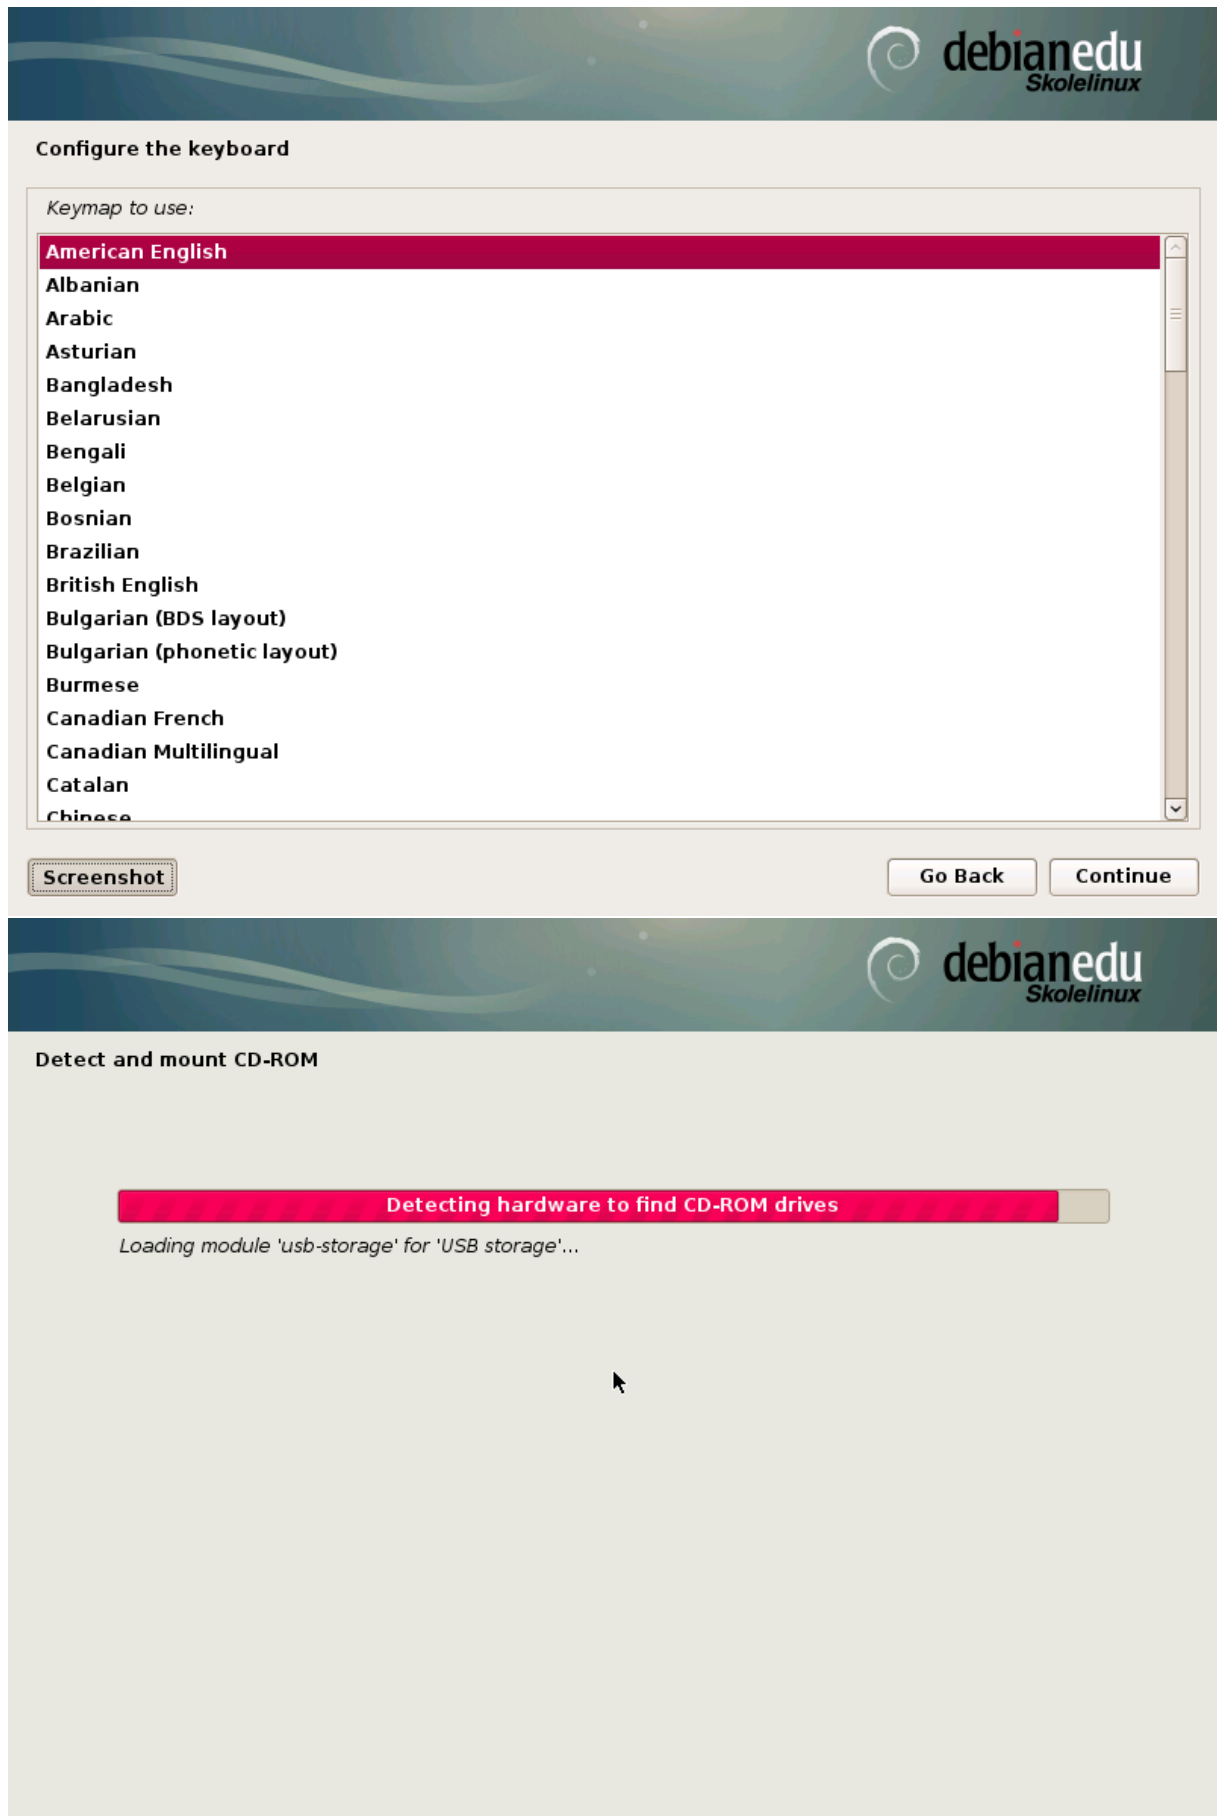 debianedu
Skolelinux
Configure the keyboard
Keymap to use:
American English
Albanian
Arabic
Asturian
Bangladesh
Belarusian
Bengali
Belgian
Bosnian
Brazilian
British English
Bulgarian (BDS layout)
Bulgarian (phonetic layout)
Burmese
Canadian French
Canadian Multilingual
Catalan
Chinese
Screenshot Go Back Continue
debianedu
Skolelinux
Detect and mount CD-ROM
Detecting hardware to find CD-ROM drives
Loading module 'usb-storage' for 'USB storage'...